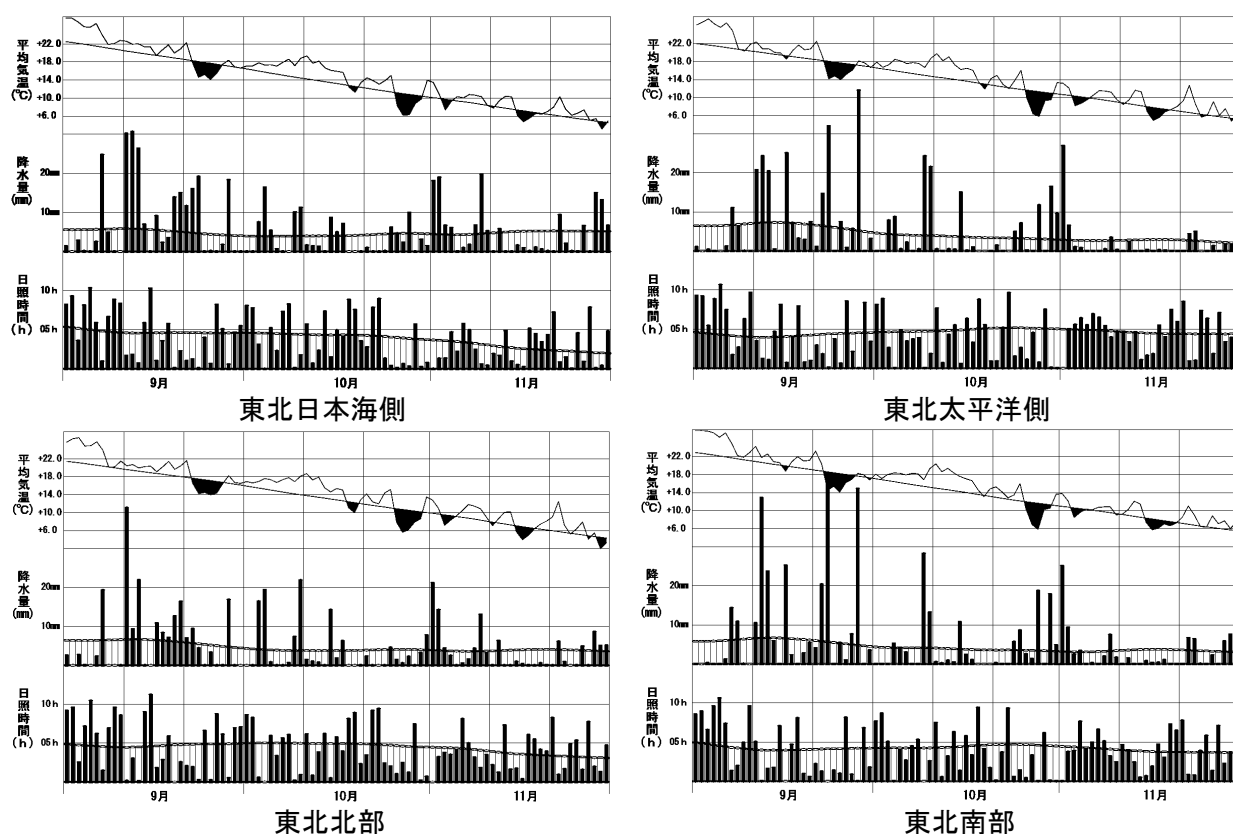 平均気温(℃)
+22.0
+18.0
+14.0
+10.0
+6.0
降水量(mm)
20mm
10mm
日照時間(h)
10h
05h
9月 10月 11月
東北日本海側
平均気温(℃)
+22.0
+18.0
+14.0
+10.0
+6.0
降水量(mm)
20mm
10mm
日照時間(h)
10h
05h
9月 10月 11月
東北太平洋側
平均気温(℃)
+22.0
+18.0
+14.0
+10.0
+6.0
降水量(mm)
20mm
10mm
日照時間(h)
10h
05h
9月 10月 11月
東北北部
平均気温(℃)
+22.0
+18.0
+14.0
+10.0
+6.0
降水量(mm)
20mm
10mm
日照時間(h)
10h
05h
9月 10月 11月
東北南部